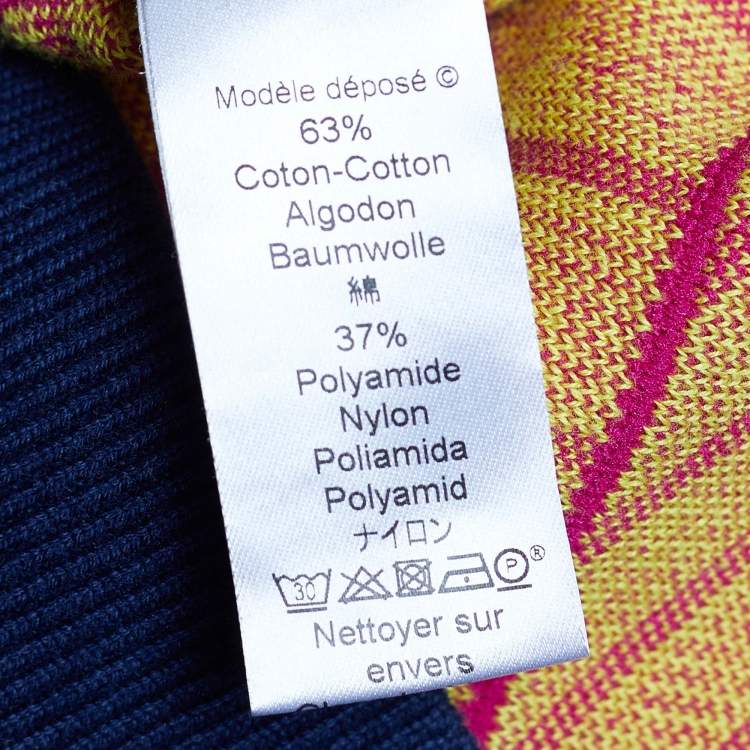 Modèle déposé ©
63%
Coton-Cotton
Algodon
Baumwolle
綿
37%
Polyamide
Nylon
Poliamida
Polyamid
ナイロン
30 P ®
Nettoyer sur
envers